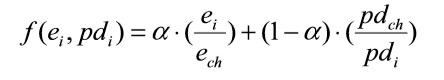 f(e_i, pd_i) = α · (e_i / e_ch) + (1 − α) · (pd_ch / pd_i)